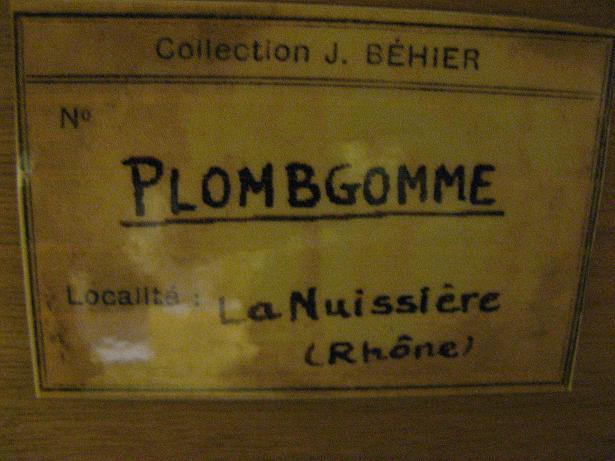 Collection J. BÉHIER
Nº
PLOMBGOMME
Localité : La Nuissière
(Rhône)